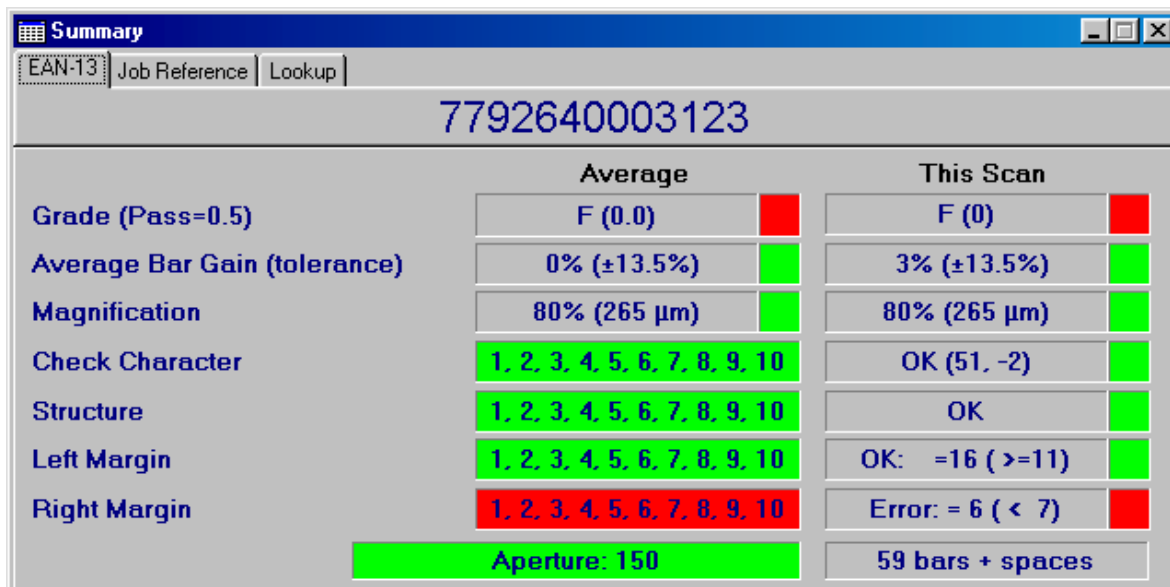 Summary
EAN-13 Job Reference Lookup
7792640003123
Average This Scan
Grade (Pass=0.5) F (0.0) F (0)
Average Bar Gain (tolerance) 0% (±13.5%) 3% (±13.5%)
Magnification 80% (265 µm) 80% (265 µm)
Check Character 1, 2, 3, 4, 5, 6, 7, 8, 9, 10 OK (51, -2)
Structure 1, 2, 3, 4, 5, 6, 7, 8, 9, 10 OK
Left Margin 1, 2, 3, 4, 5, 6, 7, 8, 9, 10 OK: =16 ( >=11)
Right Margin 1, 2, 3, 4, 5, 6, 7, 8, 9, 10 Error: = 6 ( < 7)
Aperture: 150 59 bars + spaces